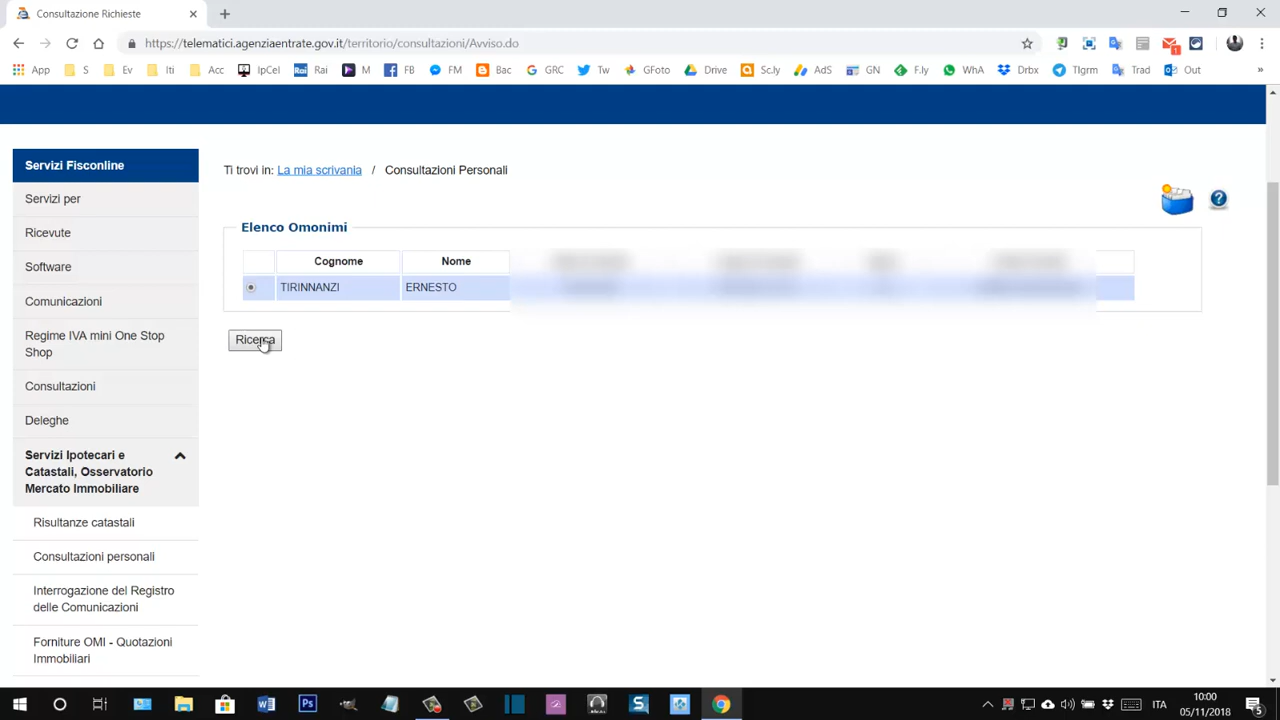 Consultazione Richieste
https://telematici.agenziaentrate.gov.it/territorio/consultazioni/Avviso.do
App S Ev Iti Acc IpCel Rai M FB FM Bac GRC Tw GFoto Drive Sc.ly AdS GN F.ly WhA Drbx Tlgrm Trad Out »
Servizi Fisconline
Servizi per
Ricevute
Software
Comunicazioni
Regime IVA mini One Stop
Shop
Consultazioni
Deleghe
Servizi Ipotecari e
Catastali, Osservatorio
Mercato Immobiliare
Risultanze catastali
Consultazioni personali
Interrogazione del Registro
delle Comunicazioni
Forniture OMI - Quotazioni
Immobiliari
Ti trovi in: La mia scrivania / Consultazioni Personali
Elenco Omonimi
Cognome Nome
TIRINNANZI ERNESTO
Ricerca
ITA
10:00
05/11/2018
5